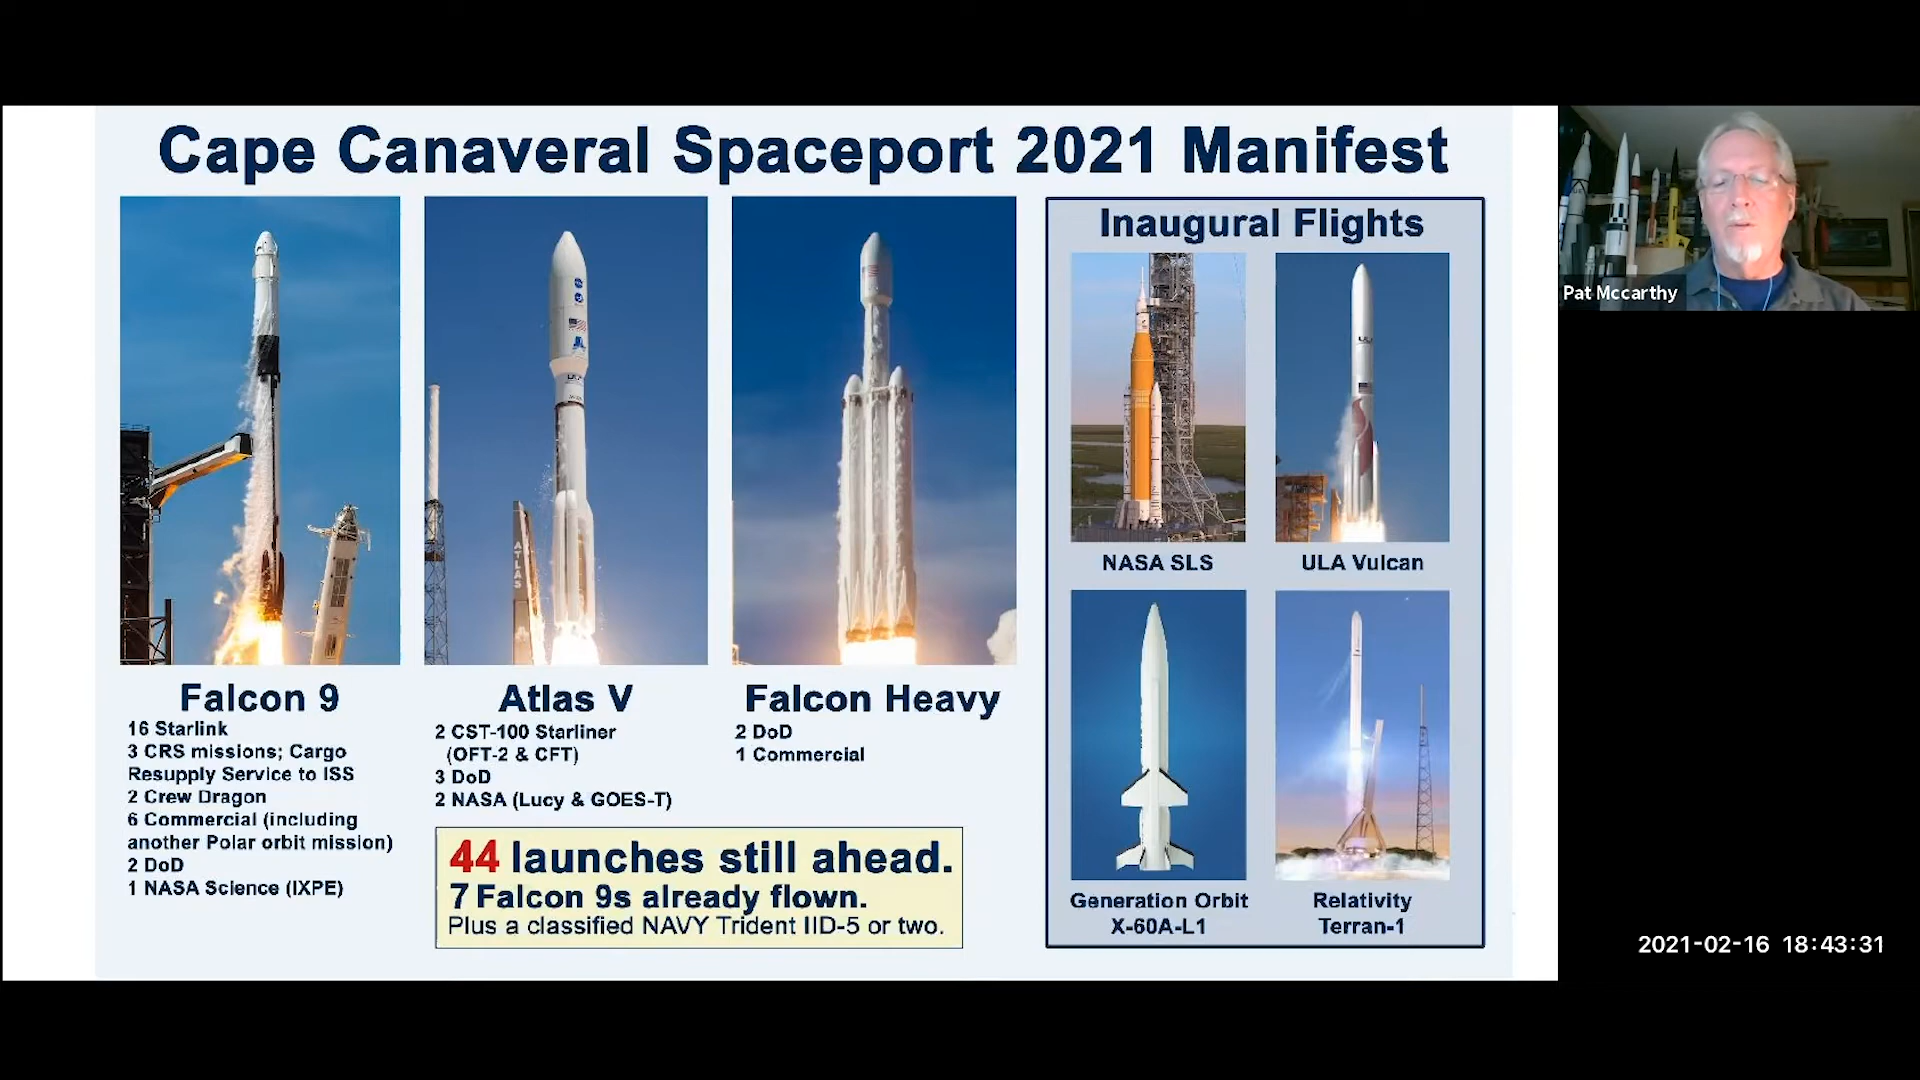 Cape Canaveral Spaceport 2021 Manifest
Falcon 9
16 Starlink
3 CRS missions; Cargo
Resupply Service to ISS
2 Crew Dragon
6 Commercial (including
another Polar orbit mission)
2 DoD
1 NASA Science (IXPE)
ATLAS
Atlas V
2 CST-100 Starliner
(OFT-2 & CFT)
3 DoD
2 NASA (Lucy & GOES-T)
Falcon Heavy
2 DoD
1 Commercial
44 launches still ahead.
7 Falcon 9s already flown.
Plus a classified NAVY Trident IID-5 or two.
Inaugural Flights
NASA SLS
ULA Vulcan
Generation Orbit
X-60A-L1
Relativity
Terran-1
Pat Mccarthy
2021-02-16 18:43:31